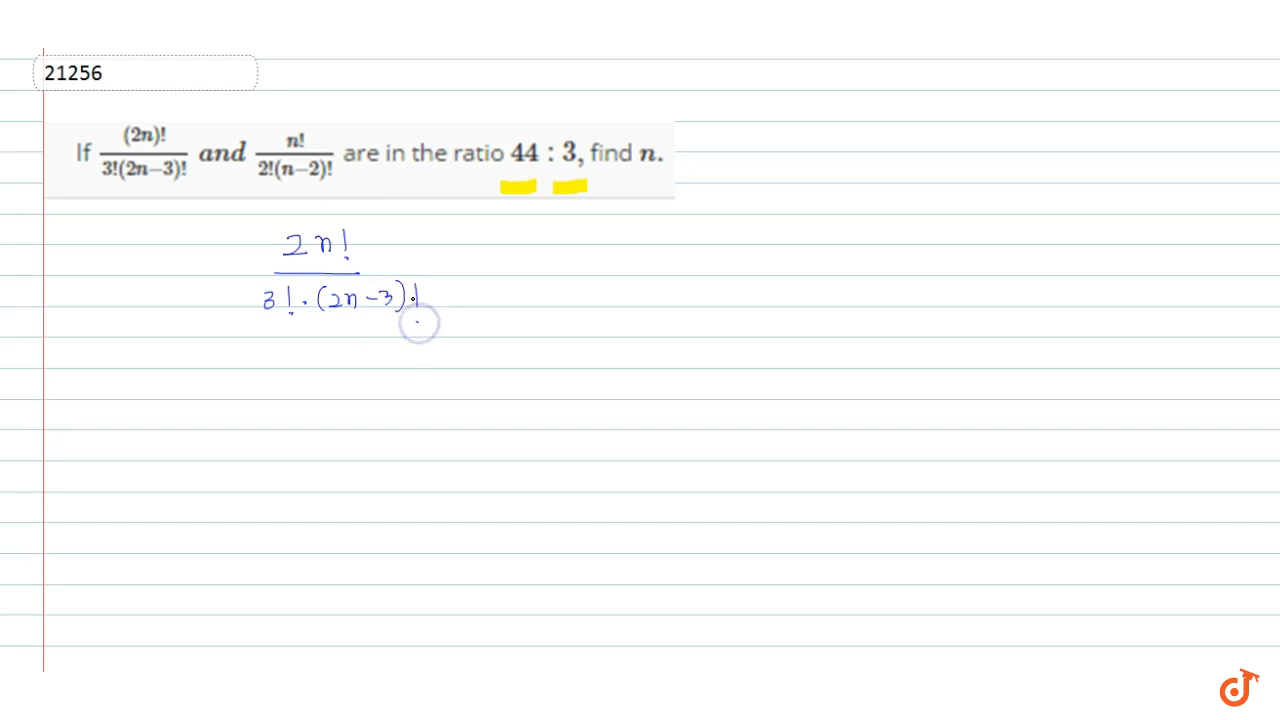 21256
If (2n)!/3!(2n−3)! and n!/2!(n−2)! are in the ratio 44 : 3, find n.
2n!
3! · (2n−3)!